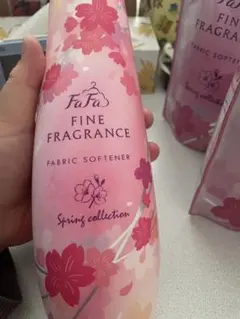 FaFa
FINE
FRAGRANCE
FABRIC SOFTENER
Spring collection